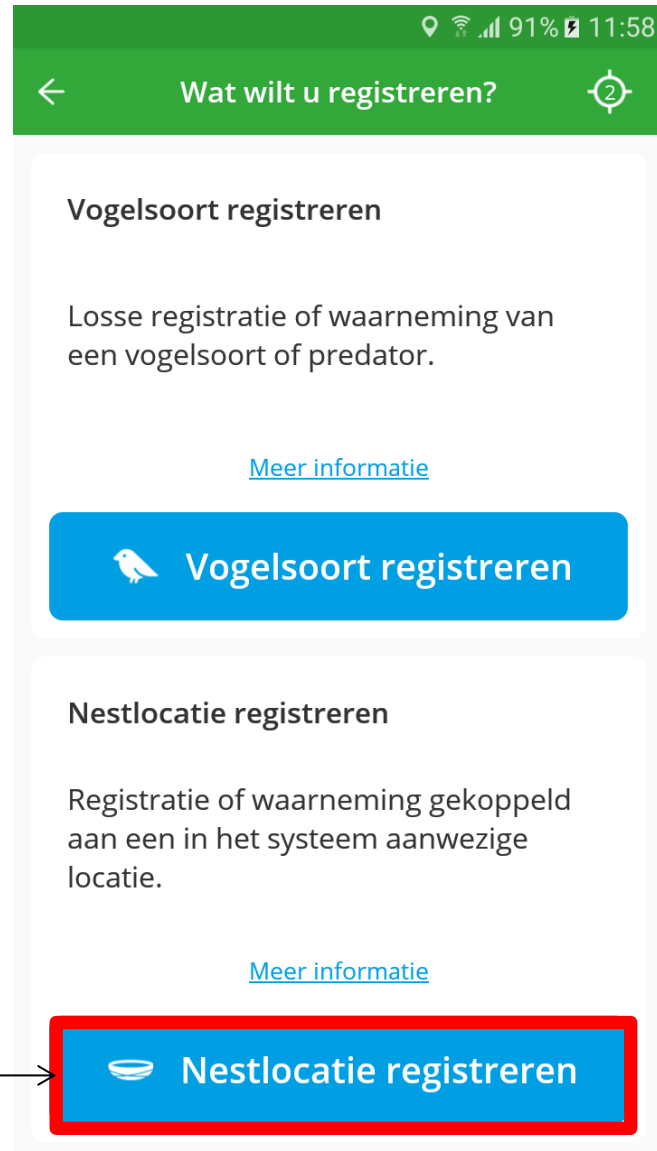 91% 11:58
Wat wilt u registreren?
2
Vogelsoort registreren
Losse registratie of waarneming van
een vogelsoort of predator.
Meer informatie
Vogelsoort registreren
Nestlocatie registreren
Registratie of waarneming gekoppeld
aan een in het systeem aanwezige
locatie.
Meer informatie
Nestlocatie registreren